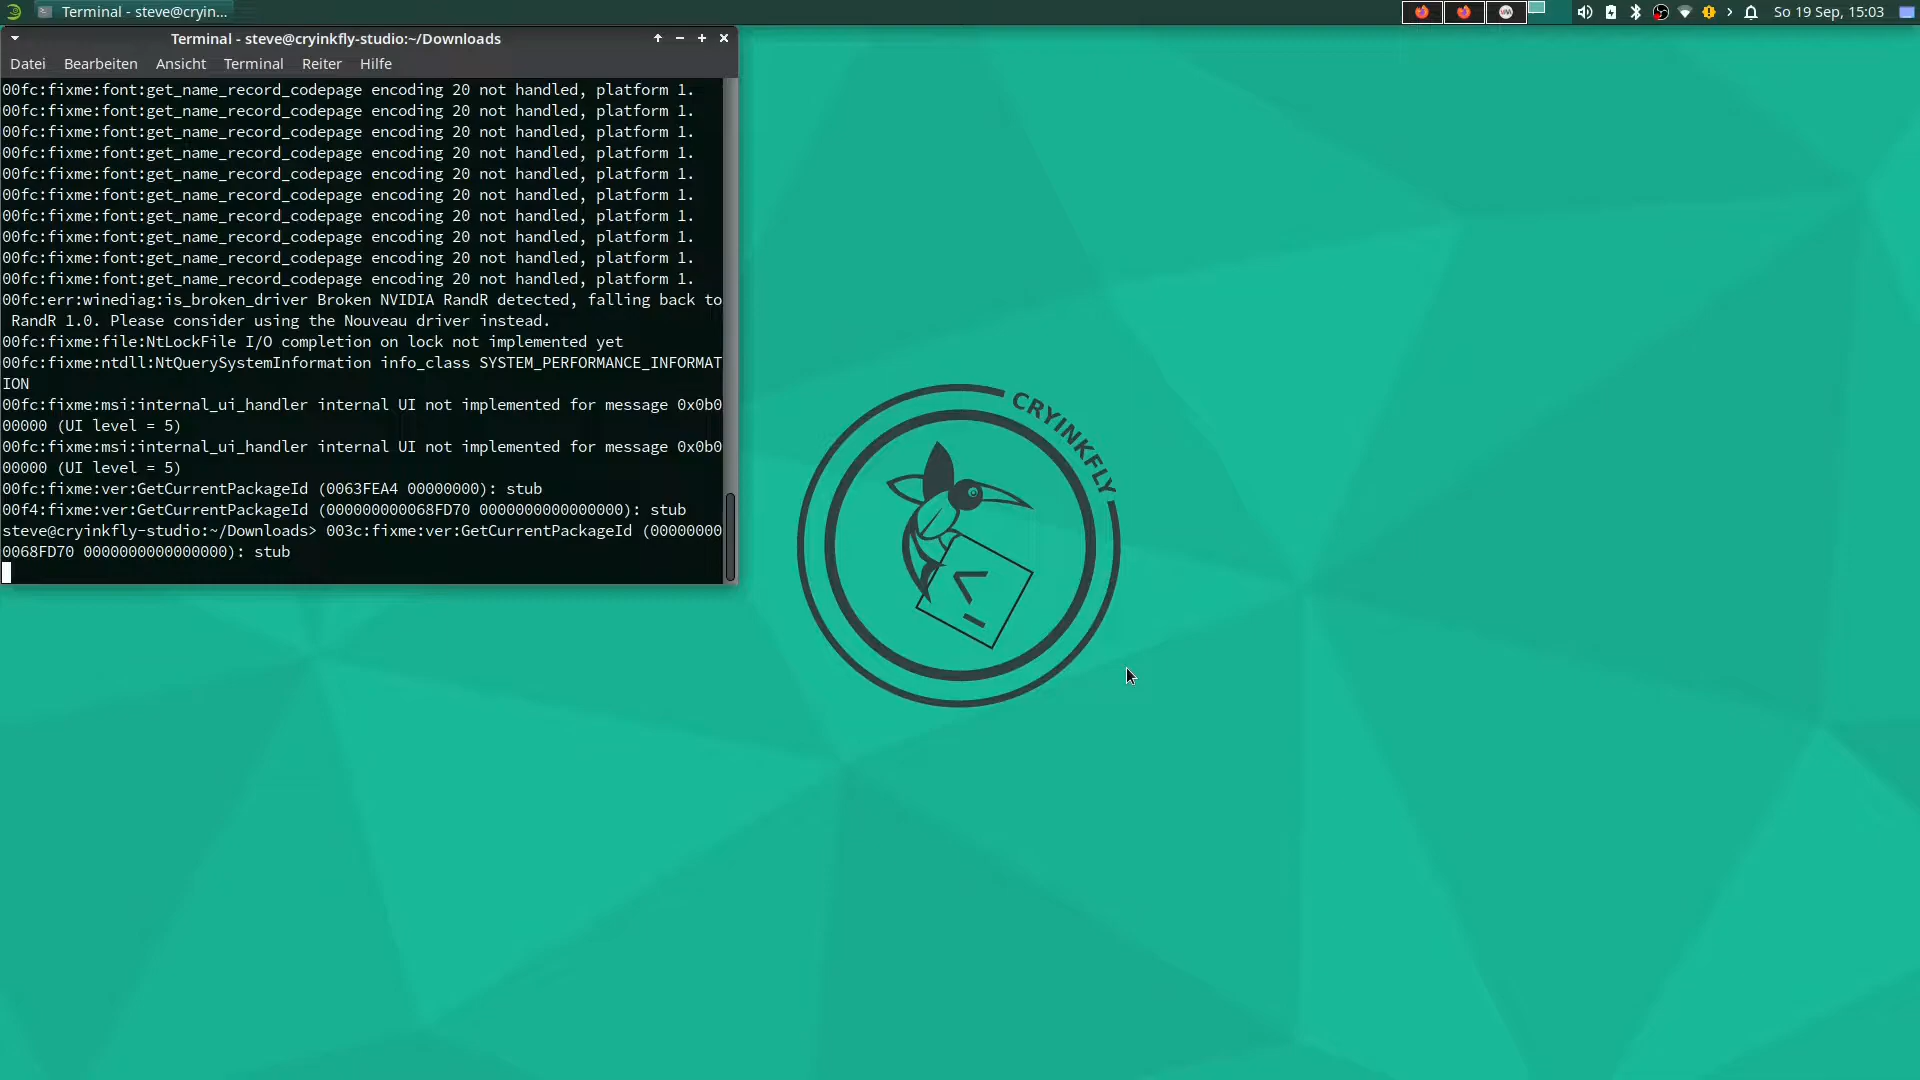 Terminal - steve@cryin...
So 19 Sep, 15:03
Terminal - steve@cryinkfly-studio:~/Downloads
Datei Bearbeiten Ansicht Terminal Reiter Hilfe
00fc:fixme:font:get_name_record_codepage encoding 20 not handled, platform 1.
00fc:fixme:font:get_name_record_codepage encoding 20 not handled, platform 1.
00fc:fixme:font:get_name_record_codepage encoding 20 not handled, platform 1.
00fc:fixme:font:get_name_record_codepage encoding 20 not handled, platform 1.
00fc:fixme:font:get_name_record_codepage encoding 20 not handled, platform 1.
00fc:fixme:font:get_name_record_codepage encoding 20 not handled, platform 1.
00fc:fixme:font:get_name_record_codepage encoding 20 not handled, platform 1.
00fc:fixme:font:get_name_record_codepage encoding 20 not handled, platform 1.
00fc:fixme:font:get_name_record_codepage encoding 20 not handled, platform 1.
00fc:fixme:font:get_name_record_codepage encoding 20 not handled, platform 1.
00fc:err:winediag:is_broken_driver Broken NVIDIA RandR detected, falling back to
RandR 1.0. Please consider using the Nouveau driver instead.
00fc:fixme:file:NtLockFile I/O completion on lock not implemented yet
00fc:fixme:ntdll:NtQuerySystemInformation info_class SYSTEM_PERFORMANCE_INFORMAT
ION
00fc:fixme:msi:internal_ui_handler internal UI not implemented for message 0x0b0
00000 (UI level = 5)
00fc:fixme:msi:internal_ui_handler internal UI not implemented for message 0x0b0
00000 (UI level = 5)
00fc:fixme:ver:GetCurrentPackageId (0063FEA4 00000000): stub
00f4:fixme:ver:GetCurrentPackageId (000000000068FD70 0000000000000000): stub
steve@cryinkfly-studio:~/Downloads> 003c:fixme:ver:GetCurrentPackageId (00000000
0068FD70 0000000000000000): stub
CRYINKFLY